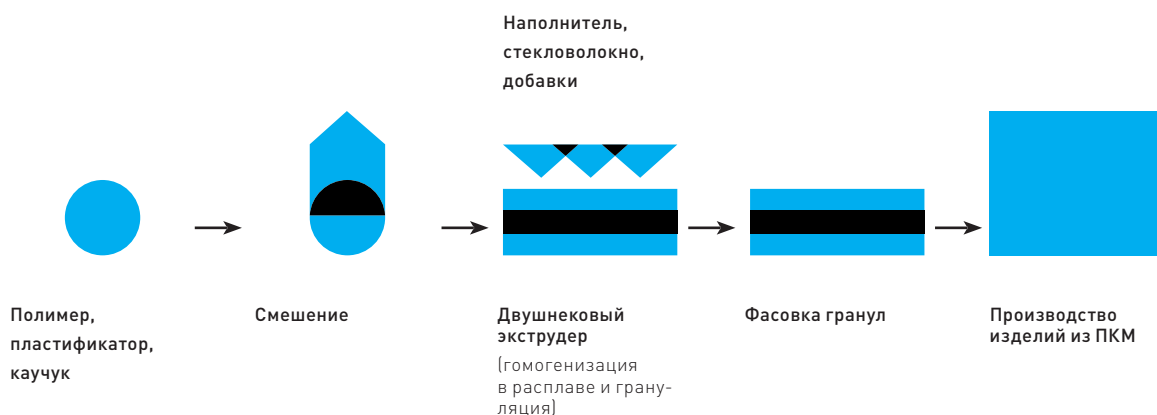 Наполнитель,
стекловолокно,
добавки
Полимер,
пластификатор,
каучук
Смешение
Двушнековый
экструдер
(гомогенизация
в расплаве и грану-
ляция)
Фасовка гранул
Производство
изделий из ПКМ